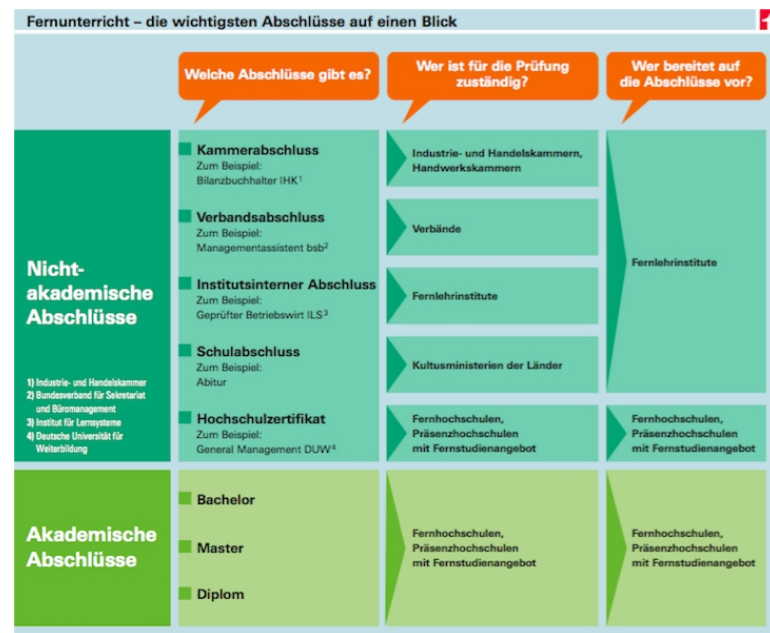 Fernunterricht – die wichtigsten Abschlüsse auf einen Blick
Welche Abschlüsse gibt es?
Wer ist für die Prüfung
zuständig?
Wer bereitet auf
die Abschlüsse vor?
Nicht-
akademische
Abschlüsse
1) Industrie- und Handelskammer
2) Bundesverband für Sekretariat
und Büromanagement
3) Institut für Lernsysteme
4) Deutsche Universität für
Weiterbildung
Kammerabschluss
Zum Beispiel:
Bilanzbuchhalter IHK¹
Industrie- und Handelskammern,
Handwerkskammern
Verbandsabschluss
Zum Beispiel:
Managementassistent bsb²
Verbände
Institutsinterner Abschluss
Zum Beispiel:
Geprüfter Betriebswirt ILS³
Fernlehrinstitute
Schulabschluss
Zum Beispiel:
Abitur
Kultusministerien der Länder
Fernlehrinstitute
Hochschulzertifikat
Zum Beispiel:
General Management DUW⁴
Fernhochschulen,
Präsenzhochschulen
mit Fernstudienangebot
Fernhochschulen,
Präsenzhochschulen
mit Fernstudienangebot
Akademische
Abschlüsse
Bachelor
Master
Diplom
Fernhochschulen,
Präsenzhochschulen
mit Fernstudienangebot
Fernhochschulen,
Präsenzhochschulen
mit Fernstudienangebot